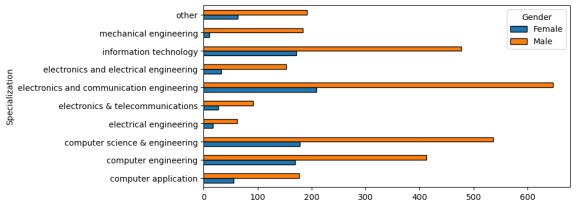 Specialization
other
mechanical engineering
information technology
electronics and electrical engineering
electronics and communication engineering
electronics & telecommunications
electrical engineering
computer science & engineering
computer engineering
computer application
0 100 200 300 400 500 600
Gender
Female
Male